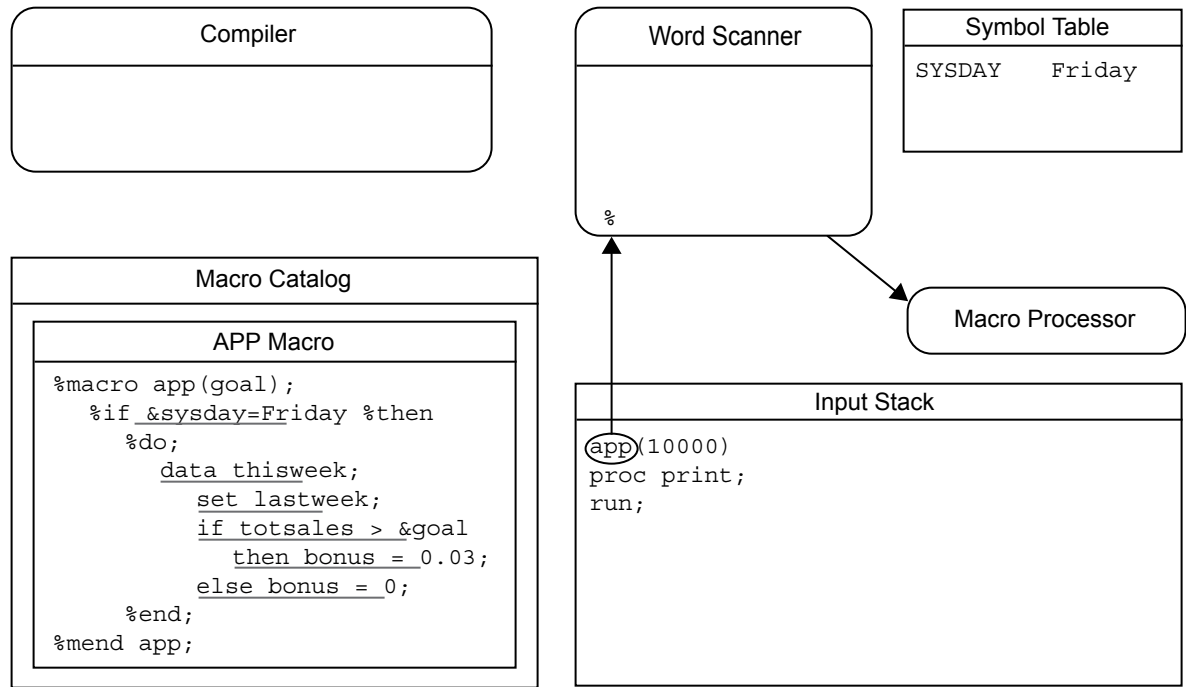 Compiler
Word Scanner
%
Symbol Table
SYSDAY Friday
Macro Catalog
APP Macro
%macro app(goal);
%if &sysday=Friday %then
%do;
data thisweek;
set lastweek;
if totsales > &goal
then bonus = 0.03;
else bonus = 0;
%end;
%mend app;
Macro Processor
Input Stack
app(10000)
proc print;
run;